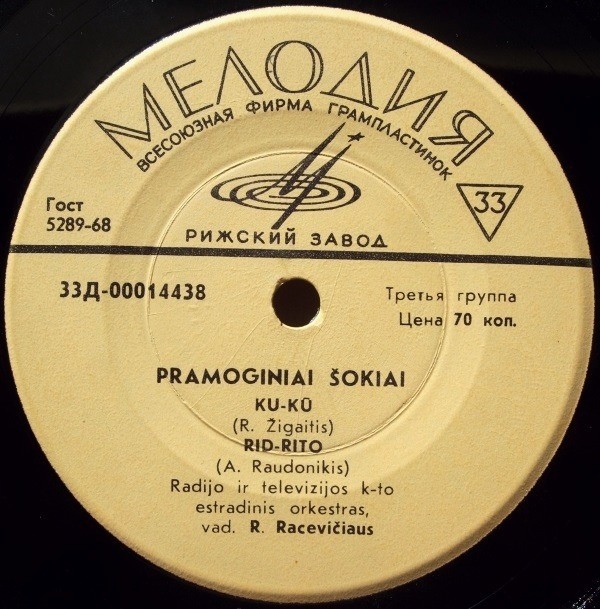 МЕЛОДИЯ
ВСЕСОЮЗНАЯ ФИРМА ГРАМПЛАСТИНОК
33
Гост
5289-68
РИЖСКИЙ ЗАВОД
33Д-00014438
Третья группа
Цена 70 коп.
PRAMOGINIAI ŠOKIAI
KU-KŪ
(R. Žigaitis)
RID-RITO
(A. Raudonikis)
Radijo ir televizijos k-to
estradinis orkestras,
vad. R. Racevičiaus